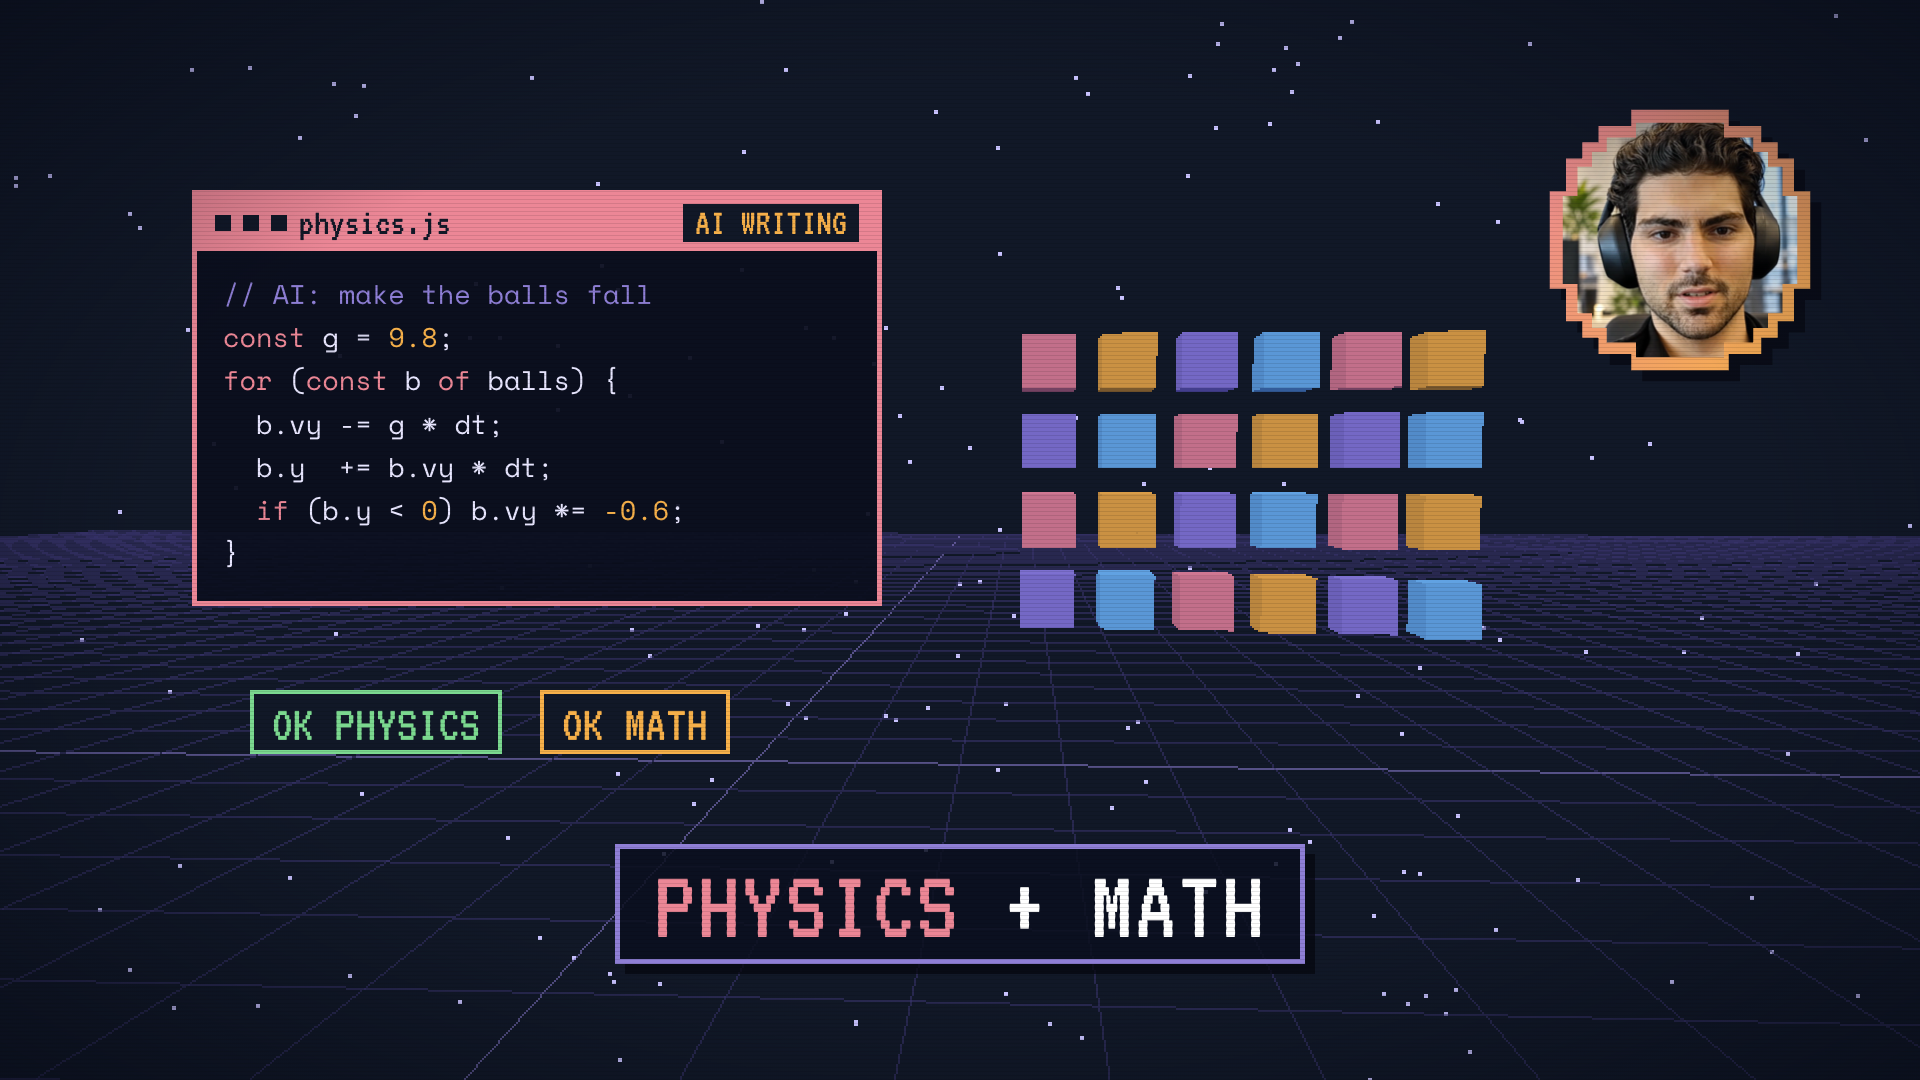 physics.js
AI WRITING
// AI: make the balls fall
const g = 9.8;
for (const b of balls) {
  b.vy -= g * dt;
  b.y  += b.vy * dt;
  if (b.y < 0) b.vy *= -0.6;
}
OK PHYSICS
OK MATH
PHYSICS + MATH